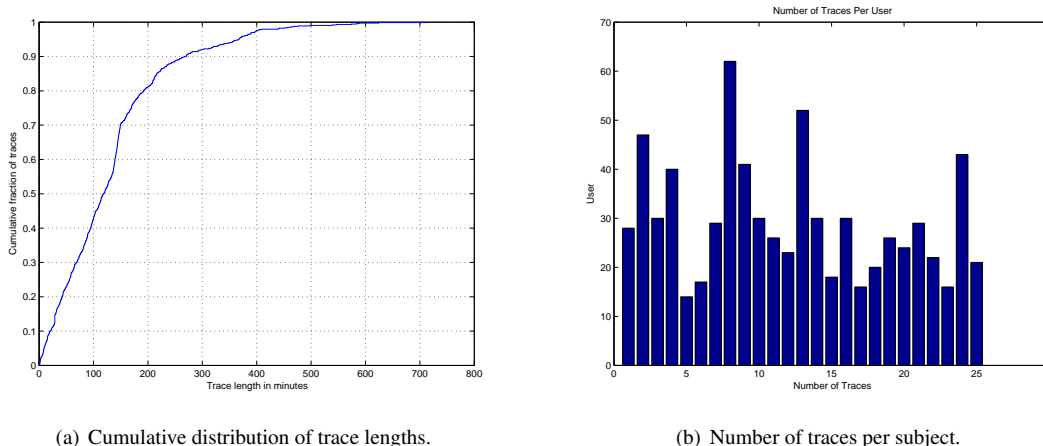 1
0.9
0.8
0.7
0.6
0.5
0.4
0.3
0.2
0.1
0
Cumulative fraction of traces
0 100 200 300 400 500 600 700 800
Trace length in minutes
(a) Cumulative distribution of trace lengths.
Number of Traces Per User
70
60
50
40
30
20
10
0
User
0 5 10 15 20 25
Number of Traces
(b) Number of traces per subject.